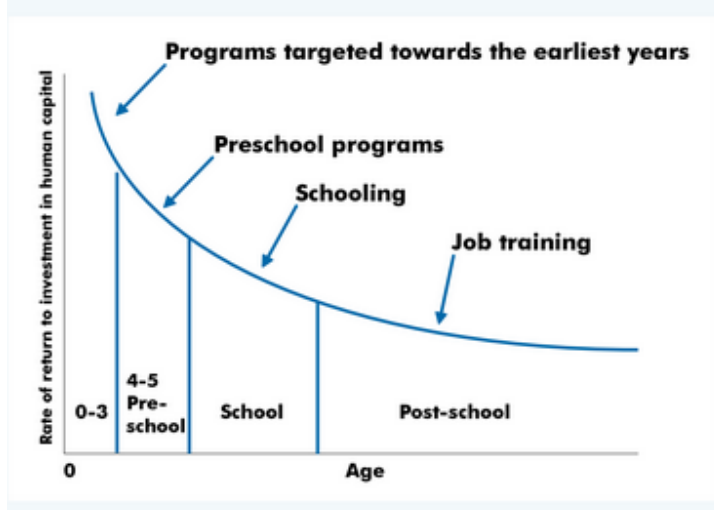 Programs targeted towards the earliest years
Preschool programs
Schooling
Job training
Rate of return to investment in human capital
0-3
4-5
Pre-
school
School
Post-school
0
Age